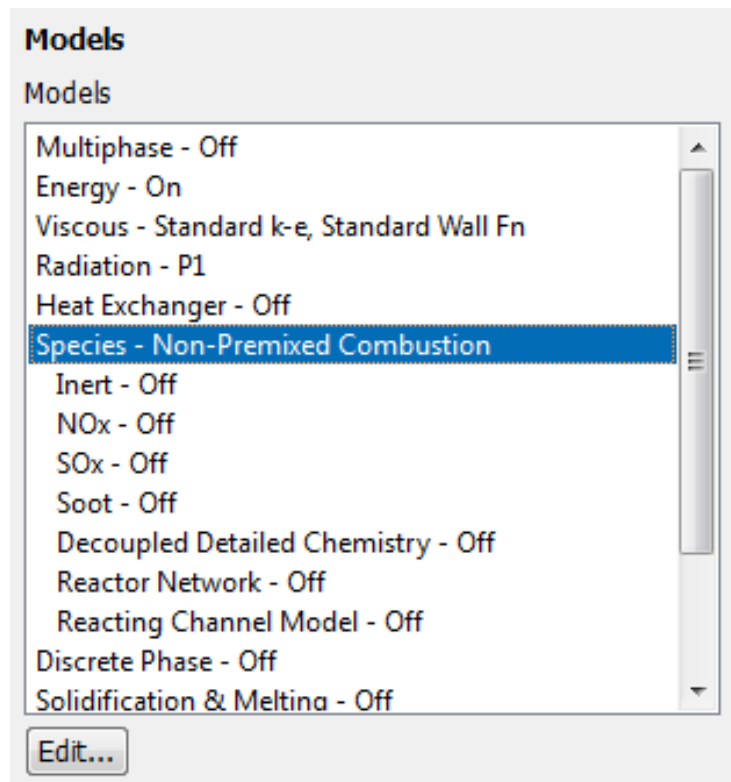 Models
Models
Multiphase - Off
Energy - On
Viscous - Standard k-e, Standard Wall Fn
Radiation - P1
Heat Exchanger - Off
Species - Non-Premixed Combustion
Inert - Off
NOx - Off
SOx - Off
Soot - Off
Decoupled Detailed Chemistry - Off
Reactor Network - Off
Reacting Channel Model - Off
Discrete Phase - Off
Solidification & Melting - Off
Edit...